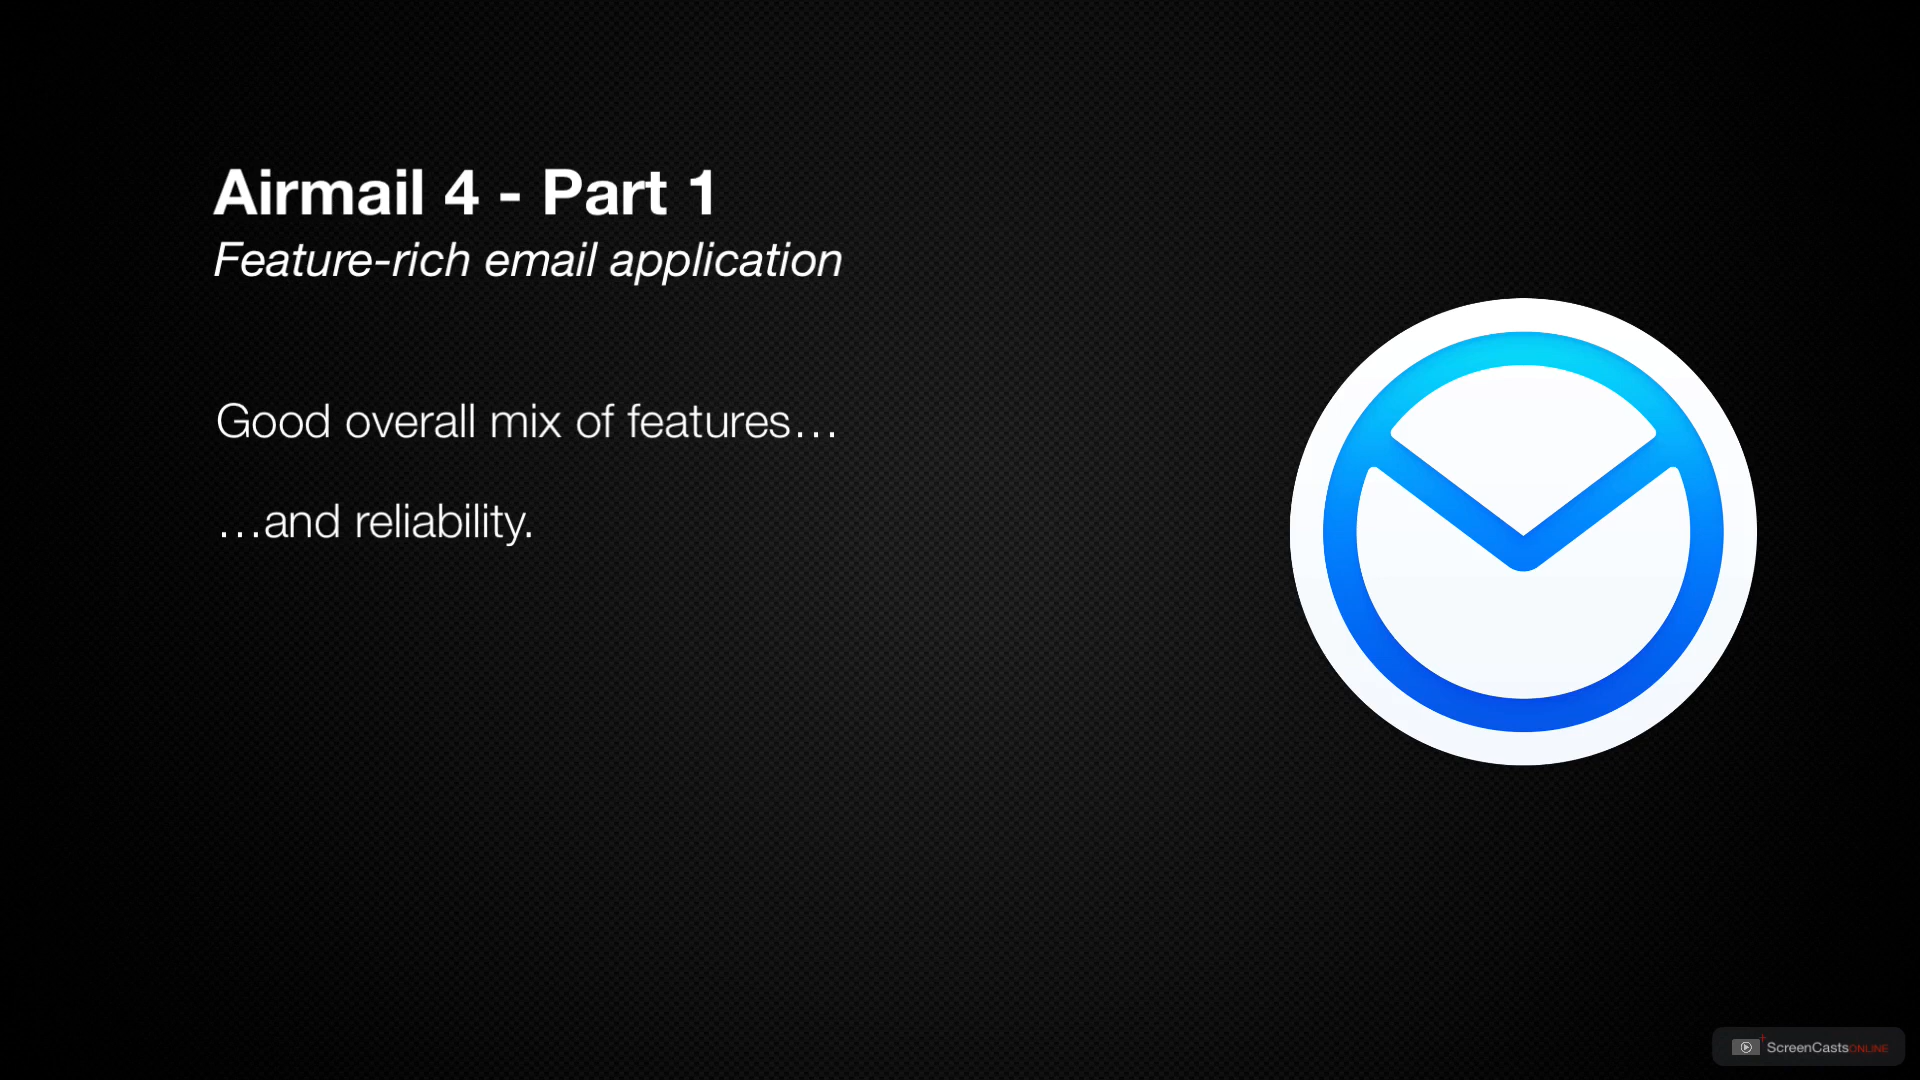 Airmail 4 - Part 1
Feature-rich email application
Good overall mix of features…
…and reliability.
ScreenCastsONLINE